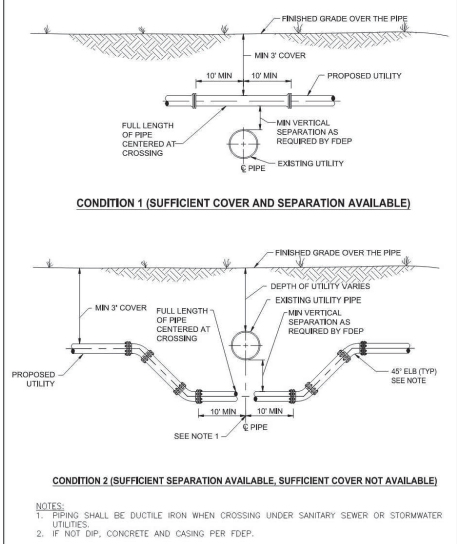 FINISHED GRADE OVER THE PIPE
MIN 3' COVER
10' MIN
10' MIN
PROPOSED UTILITY
FULL LENGTH
OF PIPE
CENTERED AT
CROSSING
MIN VERTICAL
SEPARATION AS
REQUIRED BY FDEP
EXISTING UTILITY
℄ PIPE
CONDITION 1 (SUFFICIENT COVER AND SEPARATION AVAILABLE)
FINISHED GRADE OVER THE PIPE
DEPTH OF UTILITY VARIES
EXISTING UTILITY PIPE
MIN 3' COVER
FULL LENGTH
OF PIPE
CENTERED AT
CROSSING
MIN VERTICAL
SEPARATION AS
REQUIRED BY FDEP
PROPOSED
UTILITY
45° ELB (TYP)
SEE NOTE
10' MIN
10' MIN
℄ PIPE
SEE NOTE 1
CONDITION 2 (SUFFICIENT SEPARATION AVAILABLE, SUFFICIENT COVER NOT AVAILABLE)
NOTES:
1. PIPING SHALL BE DUCTILE IRON WHEN CROSSING UNDER SANITARY SEWER OR STORMWATER
UTILITIES.
2. IF NOT DIP, CONCRETE AND CASING PER FDEP.